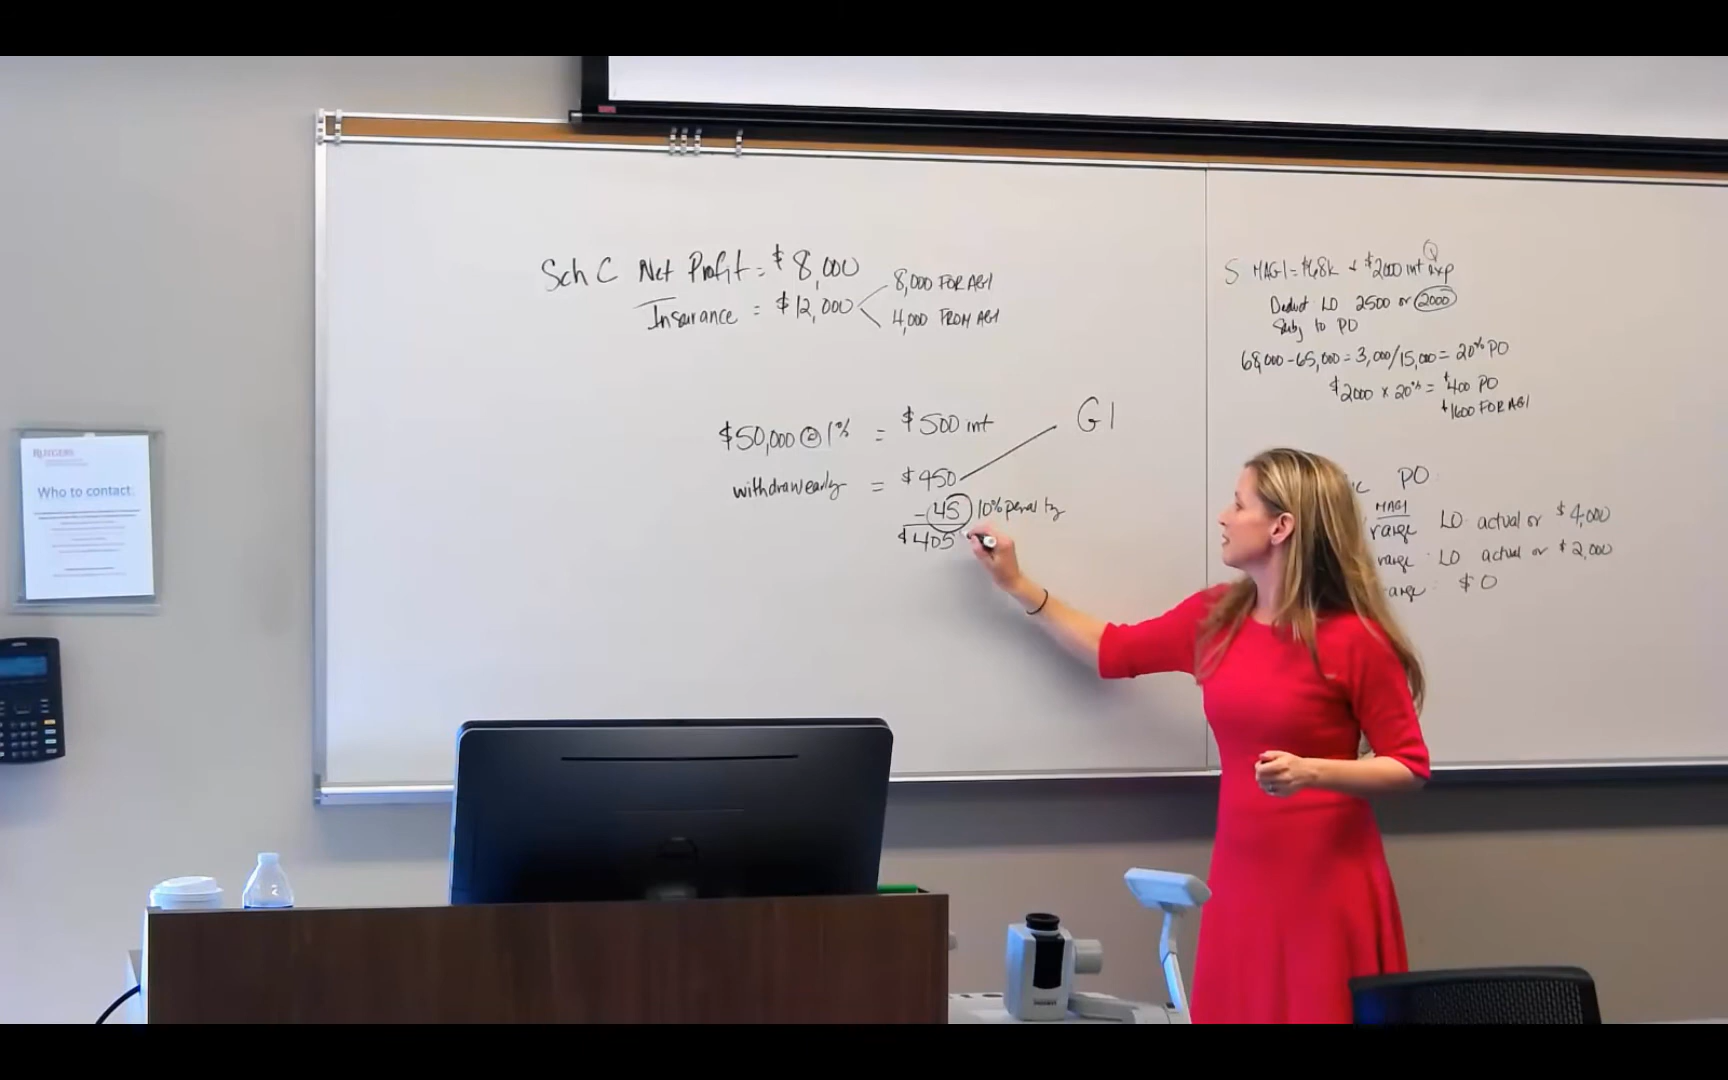 Sch C Net Profit = $8,000
Insurance = $12,000
8,000 FOR AGI
4,000 FROM AGI
$50,000 @ 1% = $500 int
withdraw early = $450
GI
- 45 10% penalty
$405
Q
S MAGI = $68k + $2000 int exp
Deduct LO 2500 or 2000
Subj to PO
68,000 - 65,000 = 3,000/15,000 = 20% PO
$2000 x 20% = $400 PO
$1600 FOR AGI
PO
MAGI
range LO actual or $4,000
range : LO actual or $2,000
range : $0
RUTGERS
Who to contact: